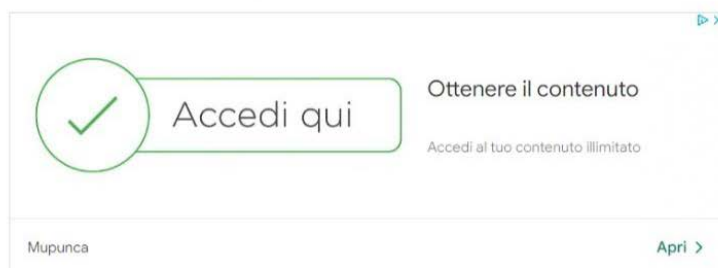 Accedi qui
Ottenere il contenuto
Accedi al tuo contenuto illimitato
Mupunca
Apri